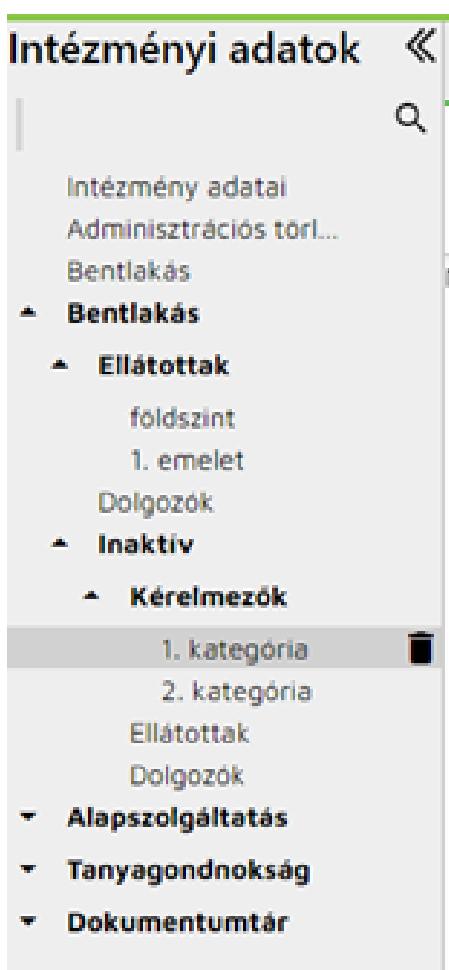 Intézményi adatok
Intézmény adatai
Adminisztrációs törl...
Bentlakás
Bentlakás
Ellátottak
földszint
1. emelet
Dolgozók
Inaktív
Kérelmezők
1. kategória
2. kategória
Ellátottak
Dolgozók
Alapszolgáltatás
Tanyagondnokság
Dokumentumtár